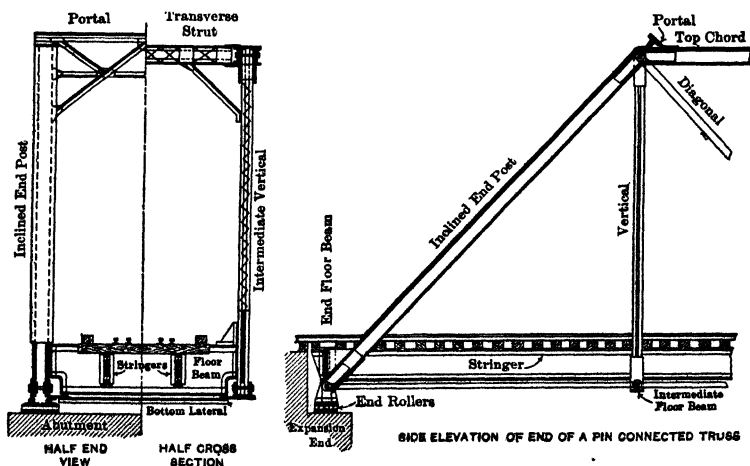 Portal
Transverse
Strut
Inclined End Post
Intermediate Vertical
Stringers
Floor
Beam
Bottom Lateral
Abutment
HALF END
VIEW
HALF CROSS
SECTION
Portal
Top Chord
Diagonal
Inclined End Post
Vertical
End Floor Beam
Stringer
End Rollers
Intermediate
Floor Beam
Expansion
End
SIDE ELEVATION OF END OF A PIN CONNECTED TRUSS